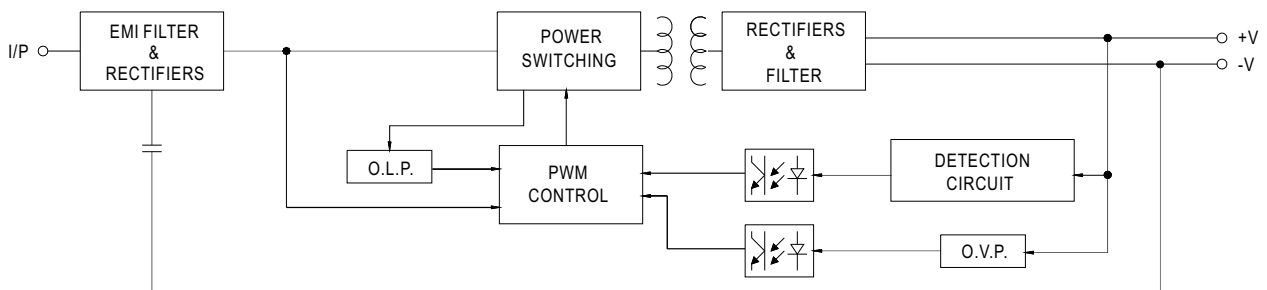 I/P
EMI FILTER
&
RECTIFIERS
POWER
SWITCHING
RECTIFIERS
&
FILTER
+V
-V
O.L.P.
PWM
CONTROL
DETECTION
CIRCUIT
O.V.P.